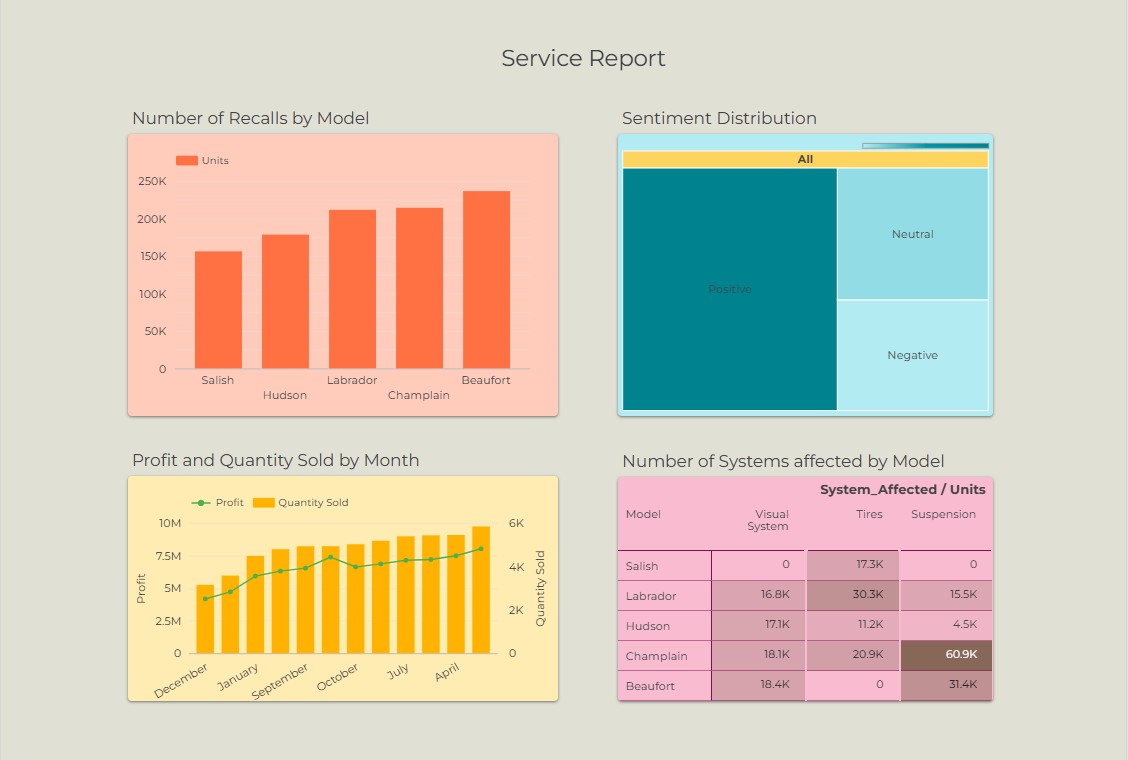 Service Report
Number of Recalls by Model
Units
250K
200K
150K
100K
50K
0
Salish
Hudson
Labrador
Champlain
Beaufort
Sentiment Distribution
All
Positive
Neutral
Negative
Profit and Quantity Sold by Month
Profit Quantity Sold
10M
7.5M
5M
2.5M
0
Profit
6K
4K
2K
0
Quantity Sold
December
January
September
October
July
April
Number of Systems affected by Model
System_Affected / Units
Model Visual System Tires Suspension
Salish 0 17.3K 0
Labrador 16.8K 30.3K 15.5K
Hudson 17.1K 11.2K 4.5K
Champlain 18.1K 20.9K 60.9K
Beaufort 18.4K 0 31.4K